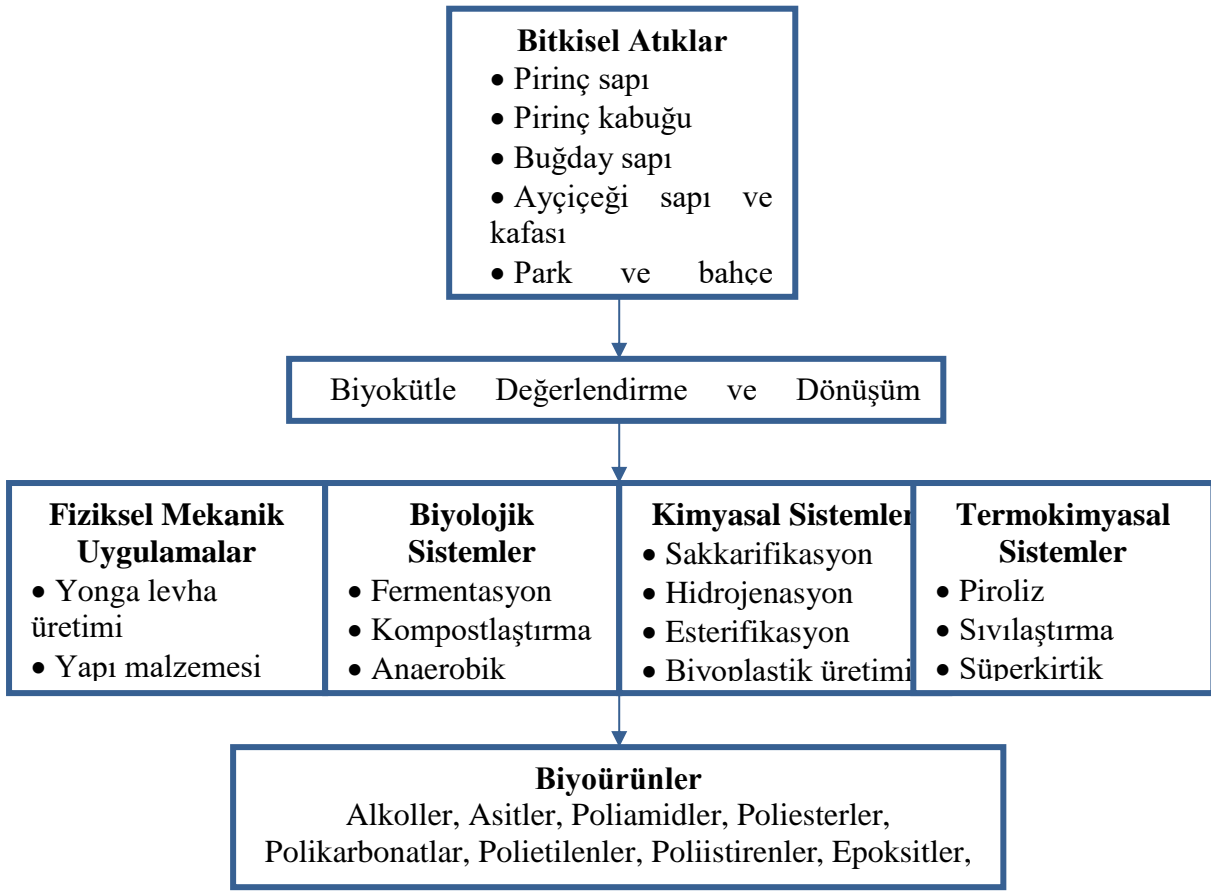 Bitkisel Atıklar
• Pirinç sapı
• Pirinç kabuğu
• Buğday sapı
• Ayçiçeği sapı ve
kafası
• Park ve bahçe
Biyokütle Değerlendirme ve Dönüşüm
Fiziksel Mekanik
Uygulamalar
• Yonga levha
üretimi
• Yapı malzemesi
Biyolojik
Sistemler
• Fermentasyon
• Kompostlaştırma
• Anaerobik
Kimyasal Sistemler
• Sakkarifikasyon
• Hidrojenasyon
• Esterifikasyon
• Biyoplastik üretimi
Termokimyasal
Sistemler
• Piroliz
• Sıvılaştırma
• Süperkirtik
Biyoürünler
Alkoller, Asitler, Poliamidler, Poliesterler,
Polikarbonatlar, Polietilenler, Poliistirenler, Epoksitler,